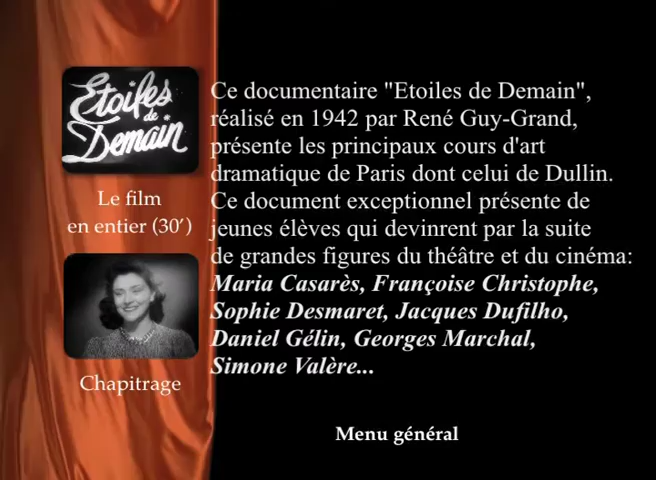 Etoiles
de
Demain
Le film
en entier (30')
Chapitrage
Ce documentaire "Etoiles de Demain",
réalisé en 1942 par René Guy-Grand,
présente les principaux cours d'art
dramatique de Paris dont celui de Dullin.
Ce document exceptionnel présente de
jeunes élèves qui devinrent par la suite
de grandes figures du théâtre et du cinéma:
Maria Casarès, Françoise Christophe,
Sophie Desmaret, Jacques Dufilho,
Daniel Gélin, Georges Marchal,
Simone Valère...
Menu général